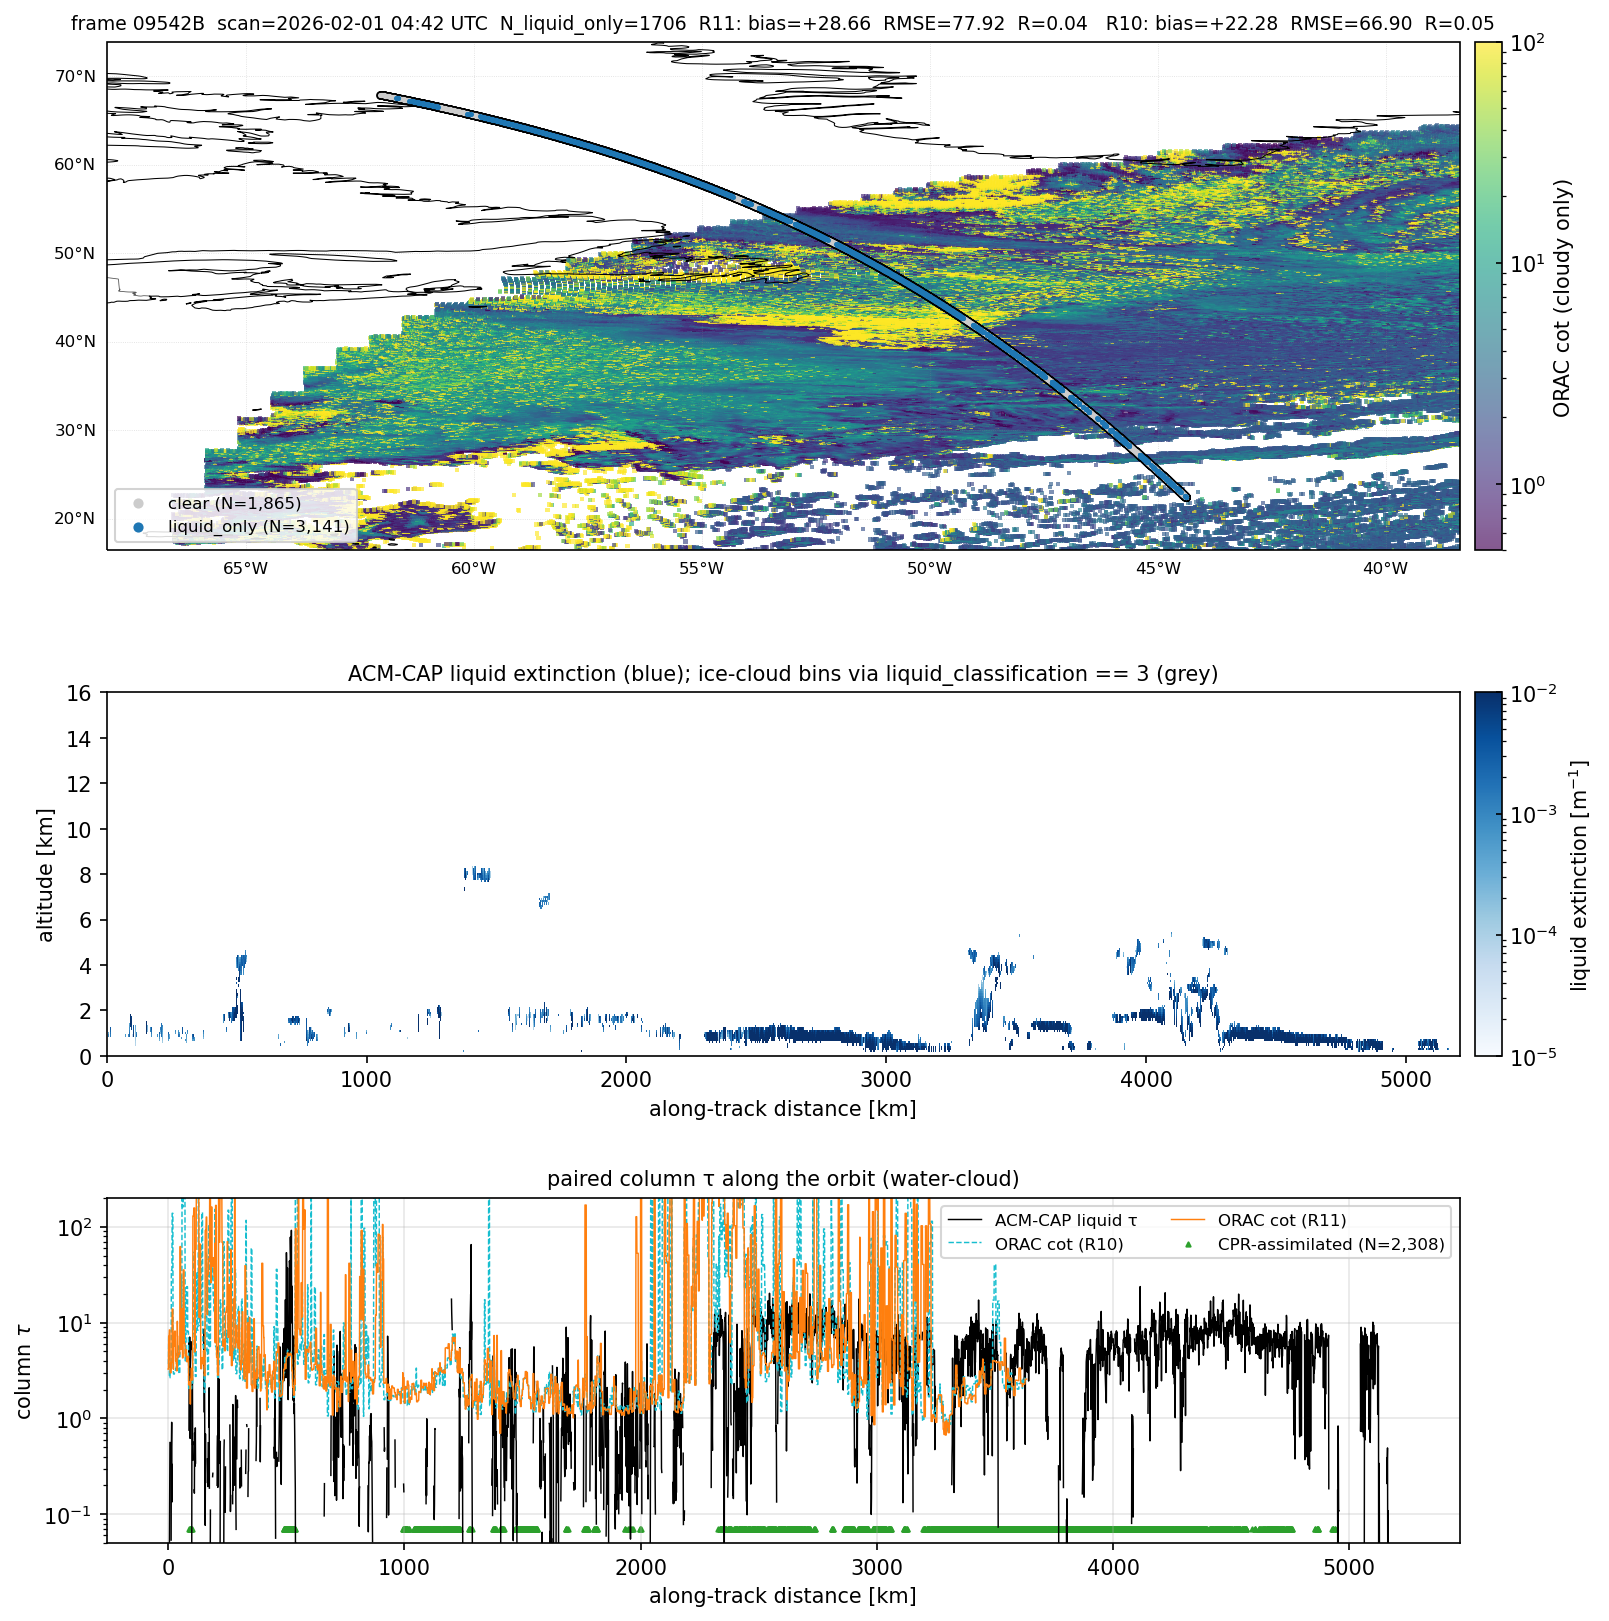 frame 09542B  scan=2026-02-01 04:42 UTC  N_liquid_only=1706  R11: bias=+28.66  RMSE=77.92  R=0.04   R10: bias=+22.28  RMSE=66.90  R=0.05
70°N
60°N
50°N
40°N
30°N
20°N
65°W 60°W 55°W 50°W 45°W 40°W
clear (N=1,865)
liquid_only (N=3,141)
10²
10¹
10⁰
ORAC cot (cloudy only)
ACM-CAP liquid extinction (blue); ice-cloud bins via liquid_classification == 3 (grey)
altitude [km]
16
14
12
10
8
6
4
2
0
0 1000 2000 3000 4000 5000
along-track distance [km]
10⁻²
10⁻³
10⁻⁴
10⁻⁵
liquid extinction [m⁻¹]
paired column τ along the orbit (water-cloud)
column τ
10²
10¹
10⁰
10⁻¹
ACM-CAP liquid τ
ORAC cot (R10)
ORAC cot (R11)
CPR-assimilated (N=2,308)
0 1000 2000 3000 4000 5000
along-track distance [km]